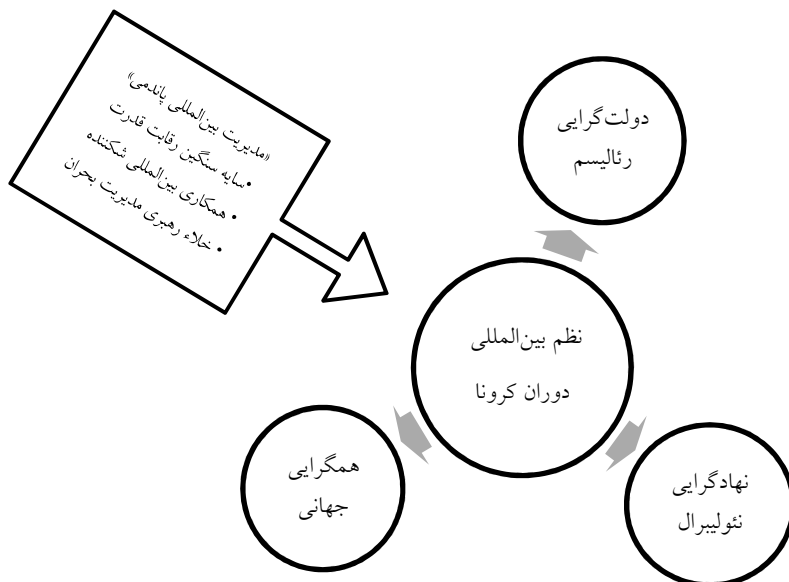 «مدیریت بین‌المللی پاندمی»
•سایه سنگین رقابت قدرت
• همکاری بین‌المللی شکننده
• خلاء رهبری مدیریت بحران
دولت‌گرایی
رئالیسم
نظم بین‌المللی
دوران کرونا
همگرایی
جهانی
نهادگرایی
نئولیبرال